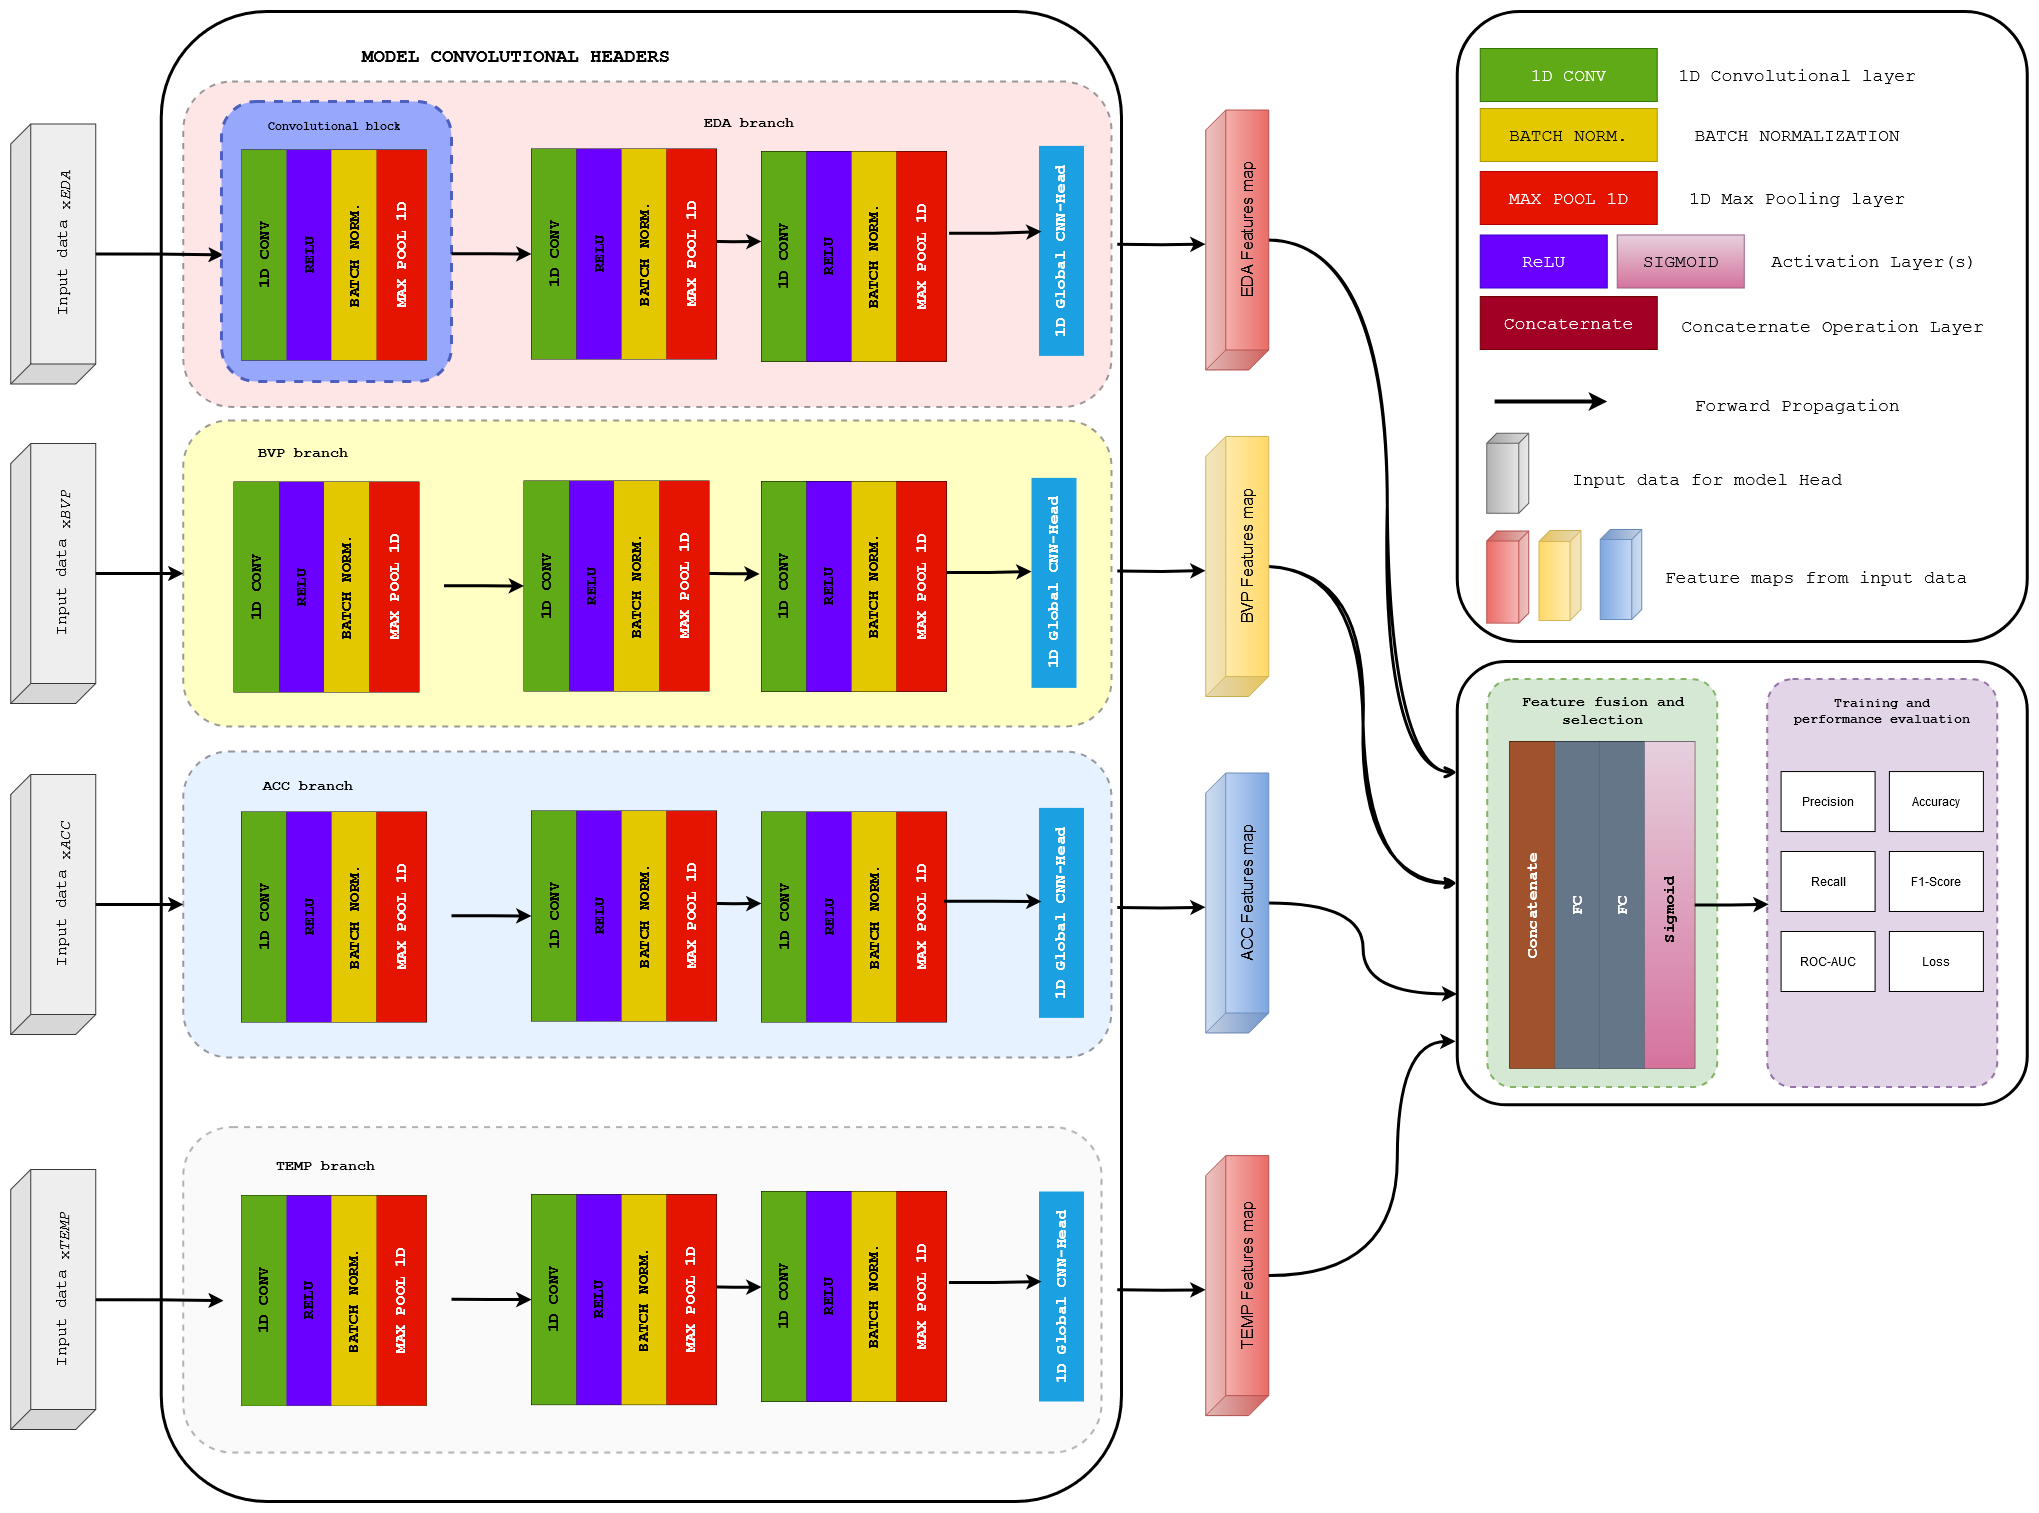 MODEL CONVOLUTIONAL HEADERS
Input data xEDA
Convolutional block
EDA branch
1D CONV
RELU
BATCH NORM.
MAX POOL 1D
1D CONV
RELU
BATCH NORM.
MAX POOL 1D
1D CONV
RELU
BATCH NORM.
MAX POOL 1D
1D Global CNN-Head
EDA Features map
Input data xBVP
BVP branch
1D CONV
RELU
BATCH NORM.
MAX POOL 1D
1D CONV
RELU
BATCH NORM.
MAX POOL 1D
1D CONV
RELU
BATCH NORM.
MAX POOL 1D
1D Global CNN-Head
BVP Features map
Input data xACC
ACC branch
1D CONV
RELU
BATCH NORM.
MAX POOL 1D
1D CONV
RELU
BATCH NORM.
MAX POOL 1D
1D CONV
RELU
BATCH NORM.
MAX POOL 1D
1D Global CNN-Head
ACC Features map
Input data xTEMP
TEMP branch
1D CONV
RELU
BATCH NORM.
MAX POOL 1D
1D CONV
RELU
BATCH NORM.
MAX POOL 1D
1D CONV
RELU
BATCH NORM.
MAX POOL 1D
1D Global CNN-Head
TEMP Features map
1D CONV
1D Convolutional layer
BATCH NORM.
BATCH NORMALIZATION
MAX POOL 1D
1D Max Pooling layer
ReLU
SIGMOID
Activation Layer(s)
Concaternate
Concaternate Operation Layer
Forward Propagation
Input data for model Head
Feature maps from input data
Feature fusion and
selection
Concatenate
FC
FC
Sigmoid
Training and
performance evaluation
Precision
Accuracy
Recall
F1-Score
ROC-AUC
Loss